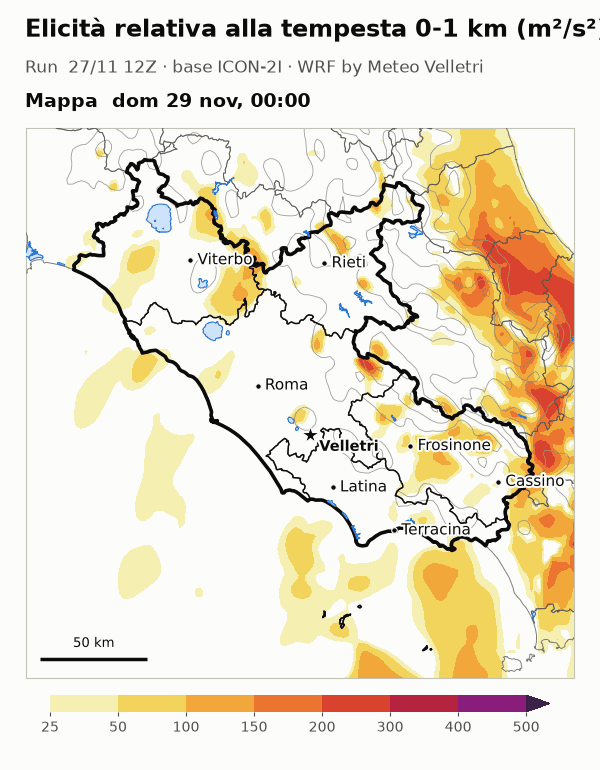 Elicità relativa alla tempesta 0-1 km (m²/s²)
Run 27/11 12Z · base ICON-2I · WRF by Meteo Velletri
Mappa dom 29 nov, 00:00
Viterbo
Rieti
Roma
Velletri
Frosinone
Latina
Cassino
Terracina
50 km
25 50 100 150 200 300 400 500